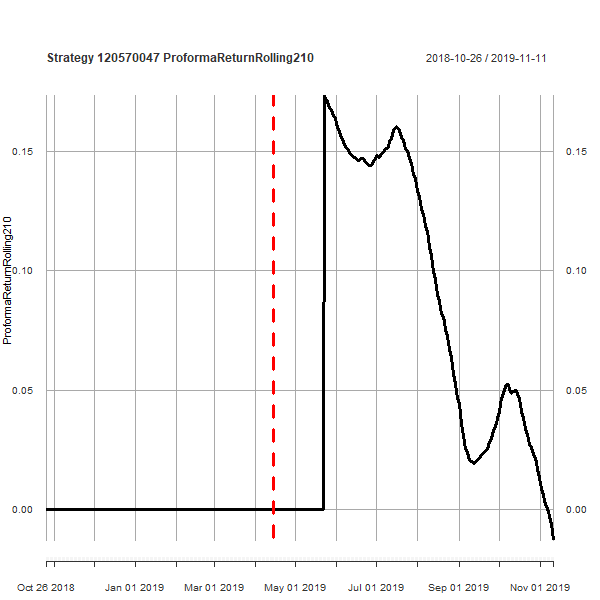 Strategy 120570047 ProformaReturnRolling210
2018-10-26 / 2019-11-11
ProformaReturnRolling210
0.15
0.10
0.05
0.00
0.15
0.10
0.05
0.00
Oct 26 2018
Jan 01 2019
Mar 01 2019
May 01 2019
Jul 01 2019
Sep 01 2019
Nov 01 2019